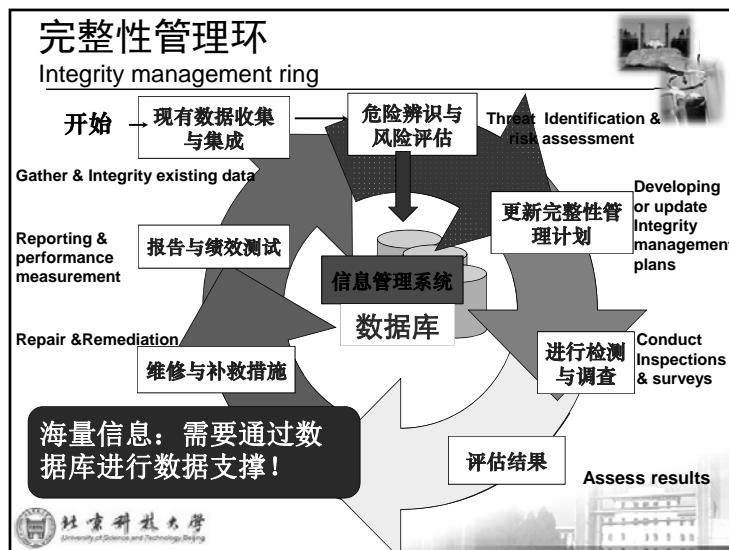 完整性管理环
Integrity management ring
开始
现有数据收集
与集成
危险辨识与
风险评估
Threat Identification &
risk assessment
Gather & Integrity existing data
更新完整性管
理计划
Developing
or update
Integrity
management
plans
Reporting &
performance
measurement
报告与绩效测试
信息管理系统
数据库
Repair &Remediation
维修与补救措施
进行检测
与调查
Conduct
Inspections
& surveys
海量信息：需要通过数
据库进行数据支撑！
评估结果
Assess results
北京科技大学
University of Science and Technology Beijing